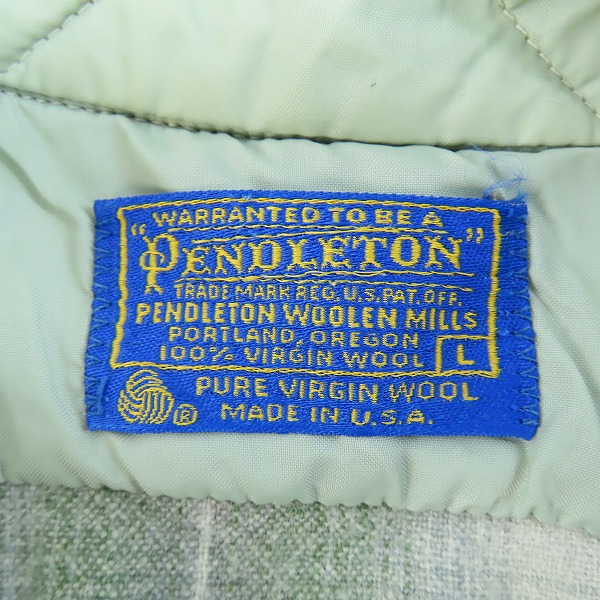 WARRANTED TO BE A
"PENDLETON"
TRADE MARK REG. U.S. PAT. OFF.
PENDLETON WOOLEN MILLS
PORTLAND, OREGON
100% VIRGIN WOOL L
PURE VIRGIN WOOL
® MADE IN U.S.A.